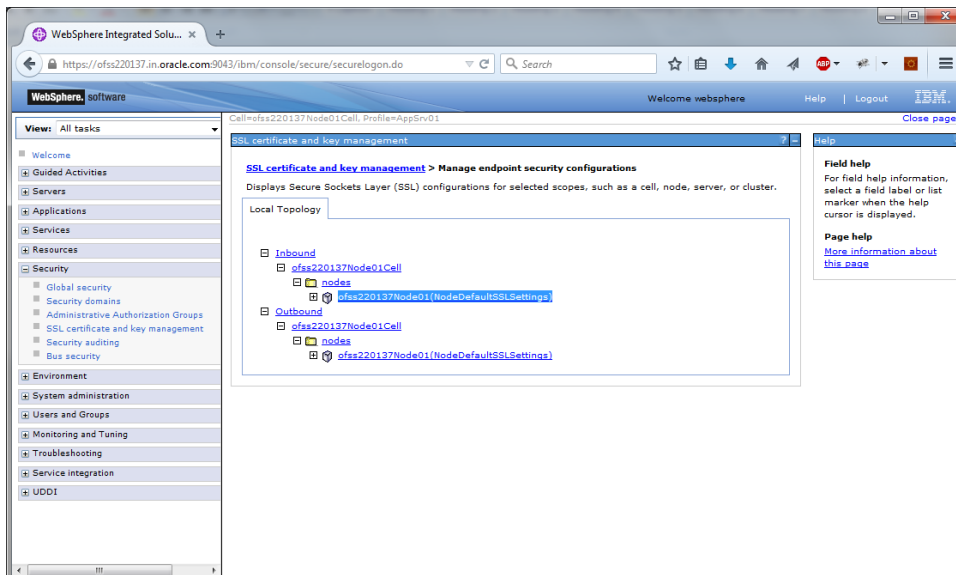 WebSphere Integrated Solu... × +
https://ofss220137.in.oracle.com:9043/ibm/console/secure/securelogon.do
Search
ABP
WebSphere. software
Welcome websphere
Help | Logout
IBM.
View: All tasks
Cell=ofss220137Node01Cell, Profile=AppSrv01
Close page
Welcome
Guided Activities
Servers
Applications
Services
Resources
Security
Global security
Security domains
Administrative Authorization Groups
SSL certificate and key management
Security auditing
Bus security
Environment
System administration
Users and Groups
Monitoring and Tuning
Troubleshooting
Service integration
UDDI
SSL certificate and key management ? -
SSL certificate and key management > Manage endpoint security configurations
Displays Secure Sockets Layer (SSL) configurations for selected scopes, such as a cell, node, server, or cluster.
Local Topology
Inbound
ofss220137Node01Cell
nodes
ofss220137Node01(NodeDefaultSSLSettings)
Outbound
ofss220137Node01Cell
nodes
ofss220137Node01(NodeDefaultSSLSettings)
Help
Field help
For field help information,
select a field label or list
marker when the help
cursor is displayed.
Page help
More information about
this page